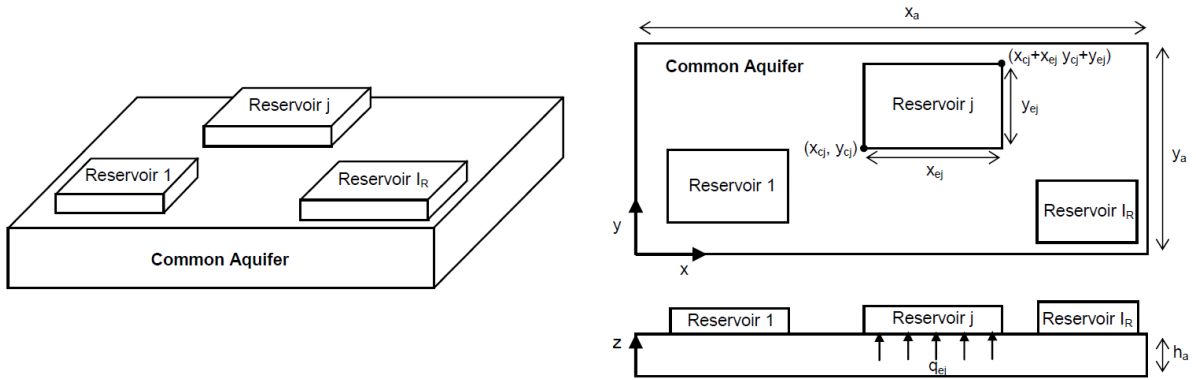 Reservoir j
Reservoir 1
Reservoir I_R
Common Aquifer
x_a
Common Aquifer
(x_cj+x_ej y_cj+y_ej)
Reservoir j
y_ej
(x_cj, y_cj)
x_ej
y_a
Reservoir 1
Reservoir I_R
y
x
Reservoir 1
Reservoir j
Reservoir I_R
z
q_ej
h_a